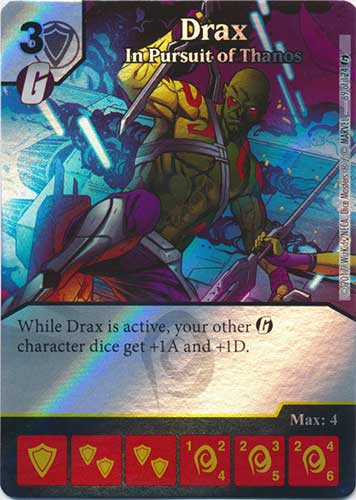 3
Drax
In Pursuit of Thanos
G
While Drax is active, your other G
character dice get +1A and +1D.
Max: 4
1 2 4
2 3 5
2 4 6